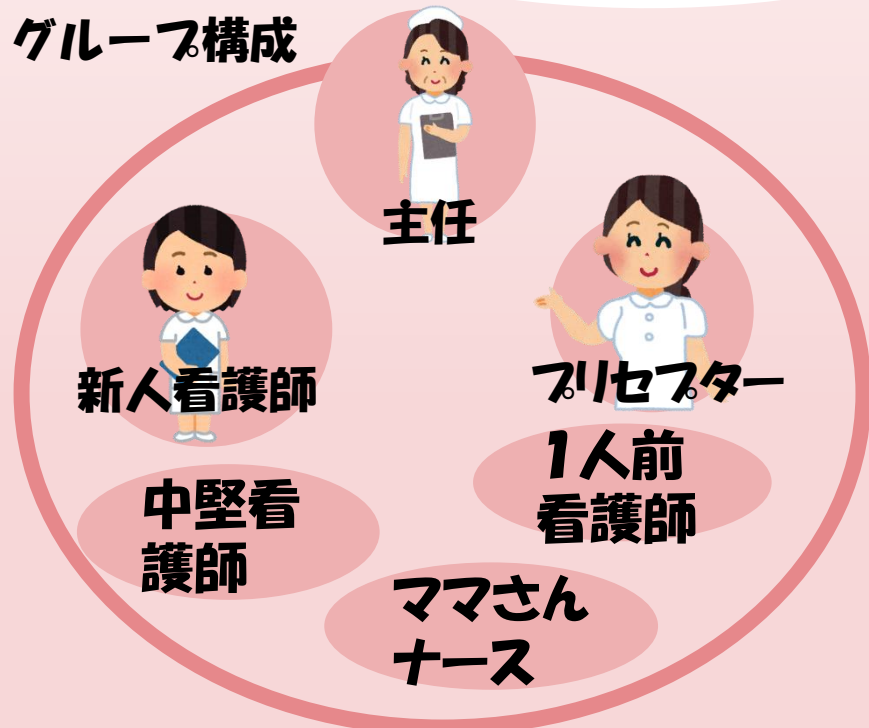 グループ構成
主任
新人看護師
プリセプター
1人前
看護師
中堅看
護師
ママさん
ナース